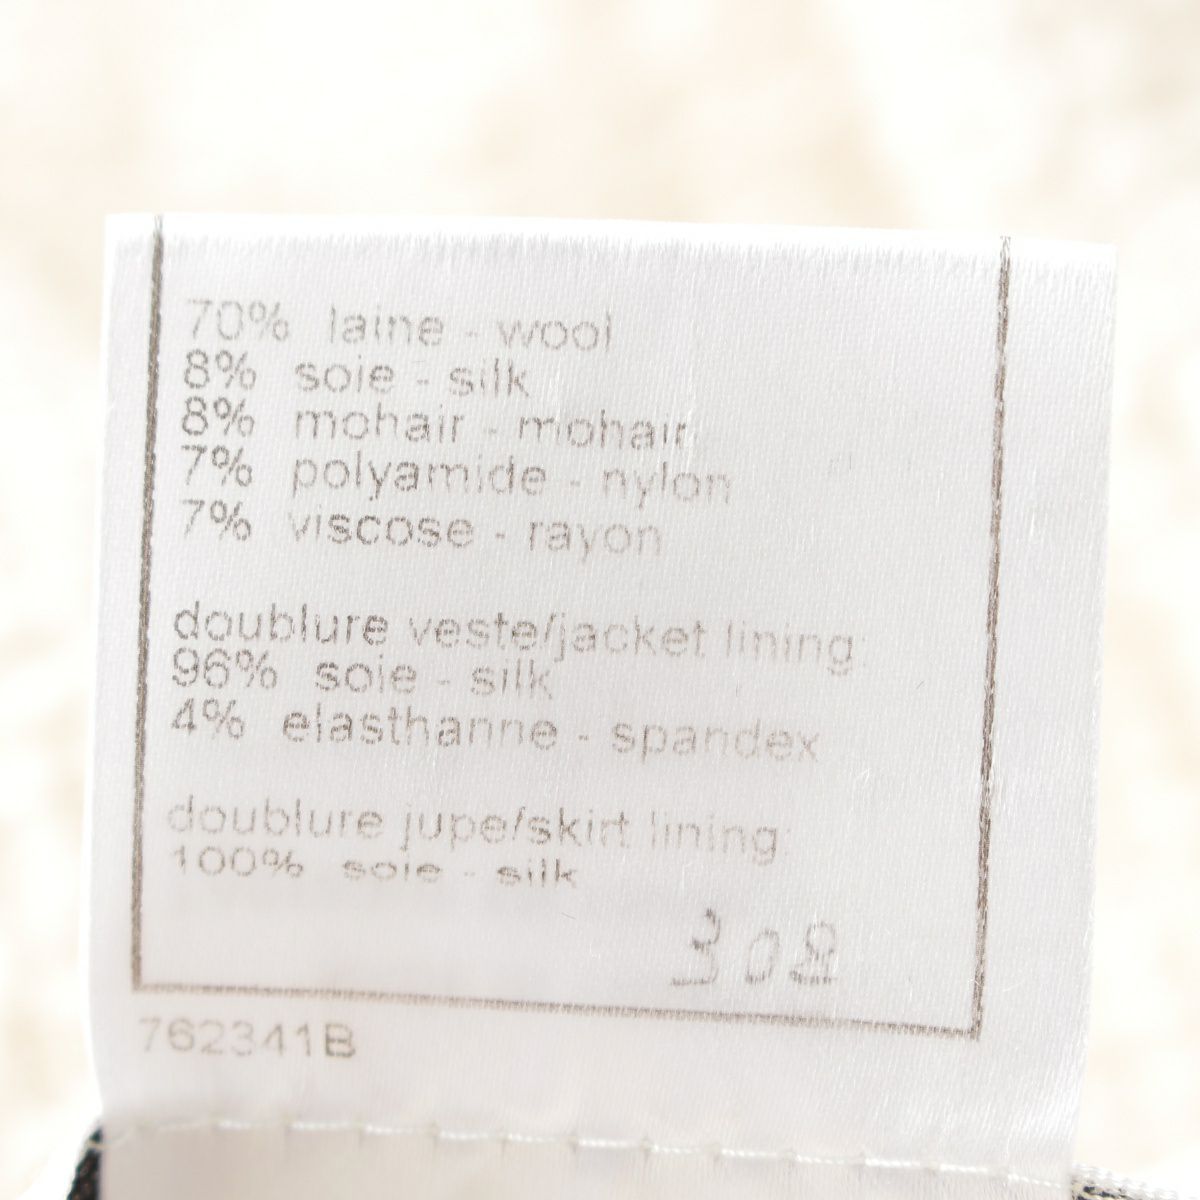 70% laine - wool
8% soie - silk
8% mohair - mohair
7% polyamide - nylon
7% viscose - rayon
doublure veste/jacket lining:
96% soie - silk
4% elasthanne - spandex
doublure jupe/skirt lining:
100% soie - silk
308
762341B